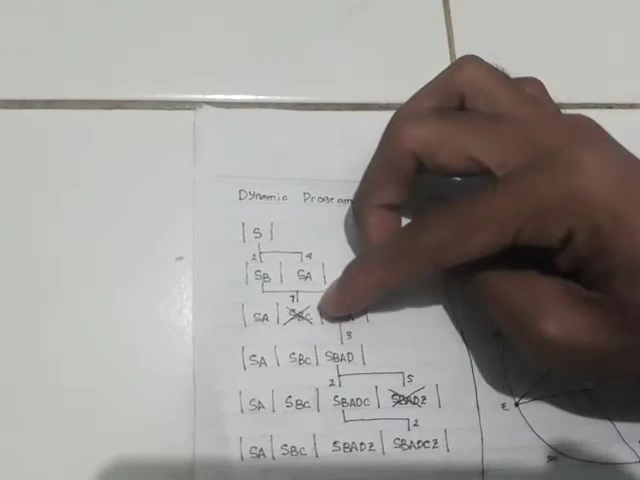 Dynamic Program
| S |
2 4
| SB | SA |
7
| SA | SBC |
3
| SA | SBC | SBAD |
2 5
| SA | SBC | SBADC | SBADZ |
2
| SA | SBC | SBADZ | SBADCZ |
E